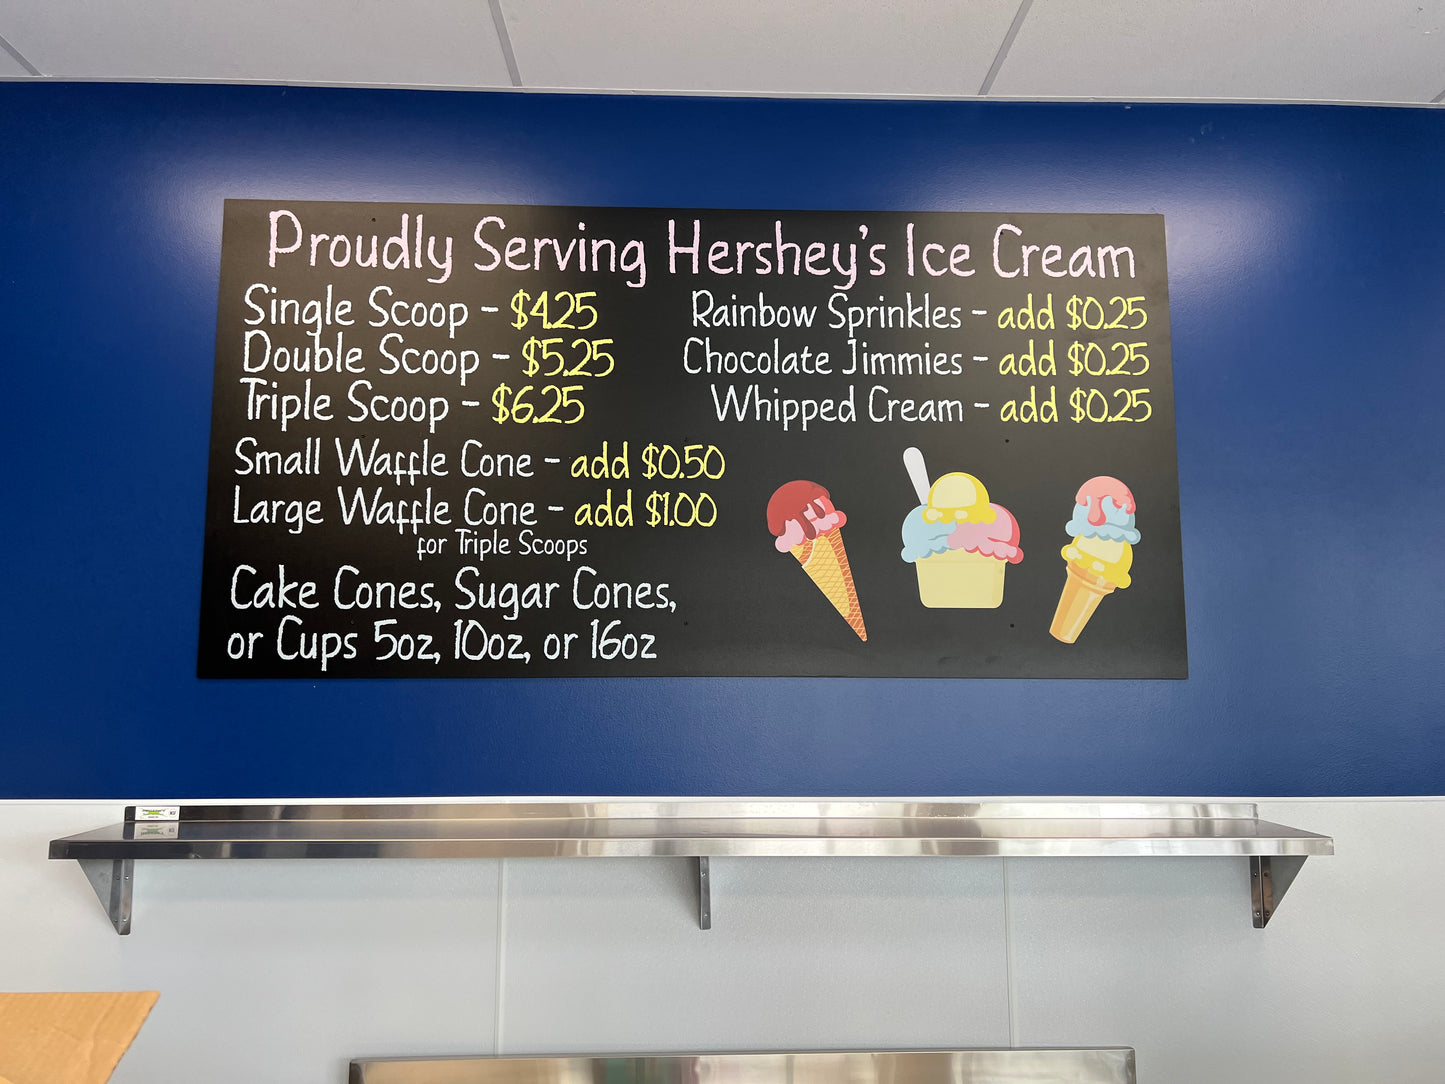 Proudly Serving Hershey's Ice Cream
Single Scoop - $4.25
Double Scoop - $5.25
Triple Scoop - $6.25
Small Waffle Cone - add $0.50
Large Waffle Cone - add $1.00
for Triple Scoops
Cake Cones, Sugar Cones,
or Cups 5oz, 10oz, or 16oz
Rainbow Sprinkles - add $0.25
Chocolate Jimmies - add $0.25
Whipped Cream - add $0.25